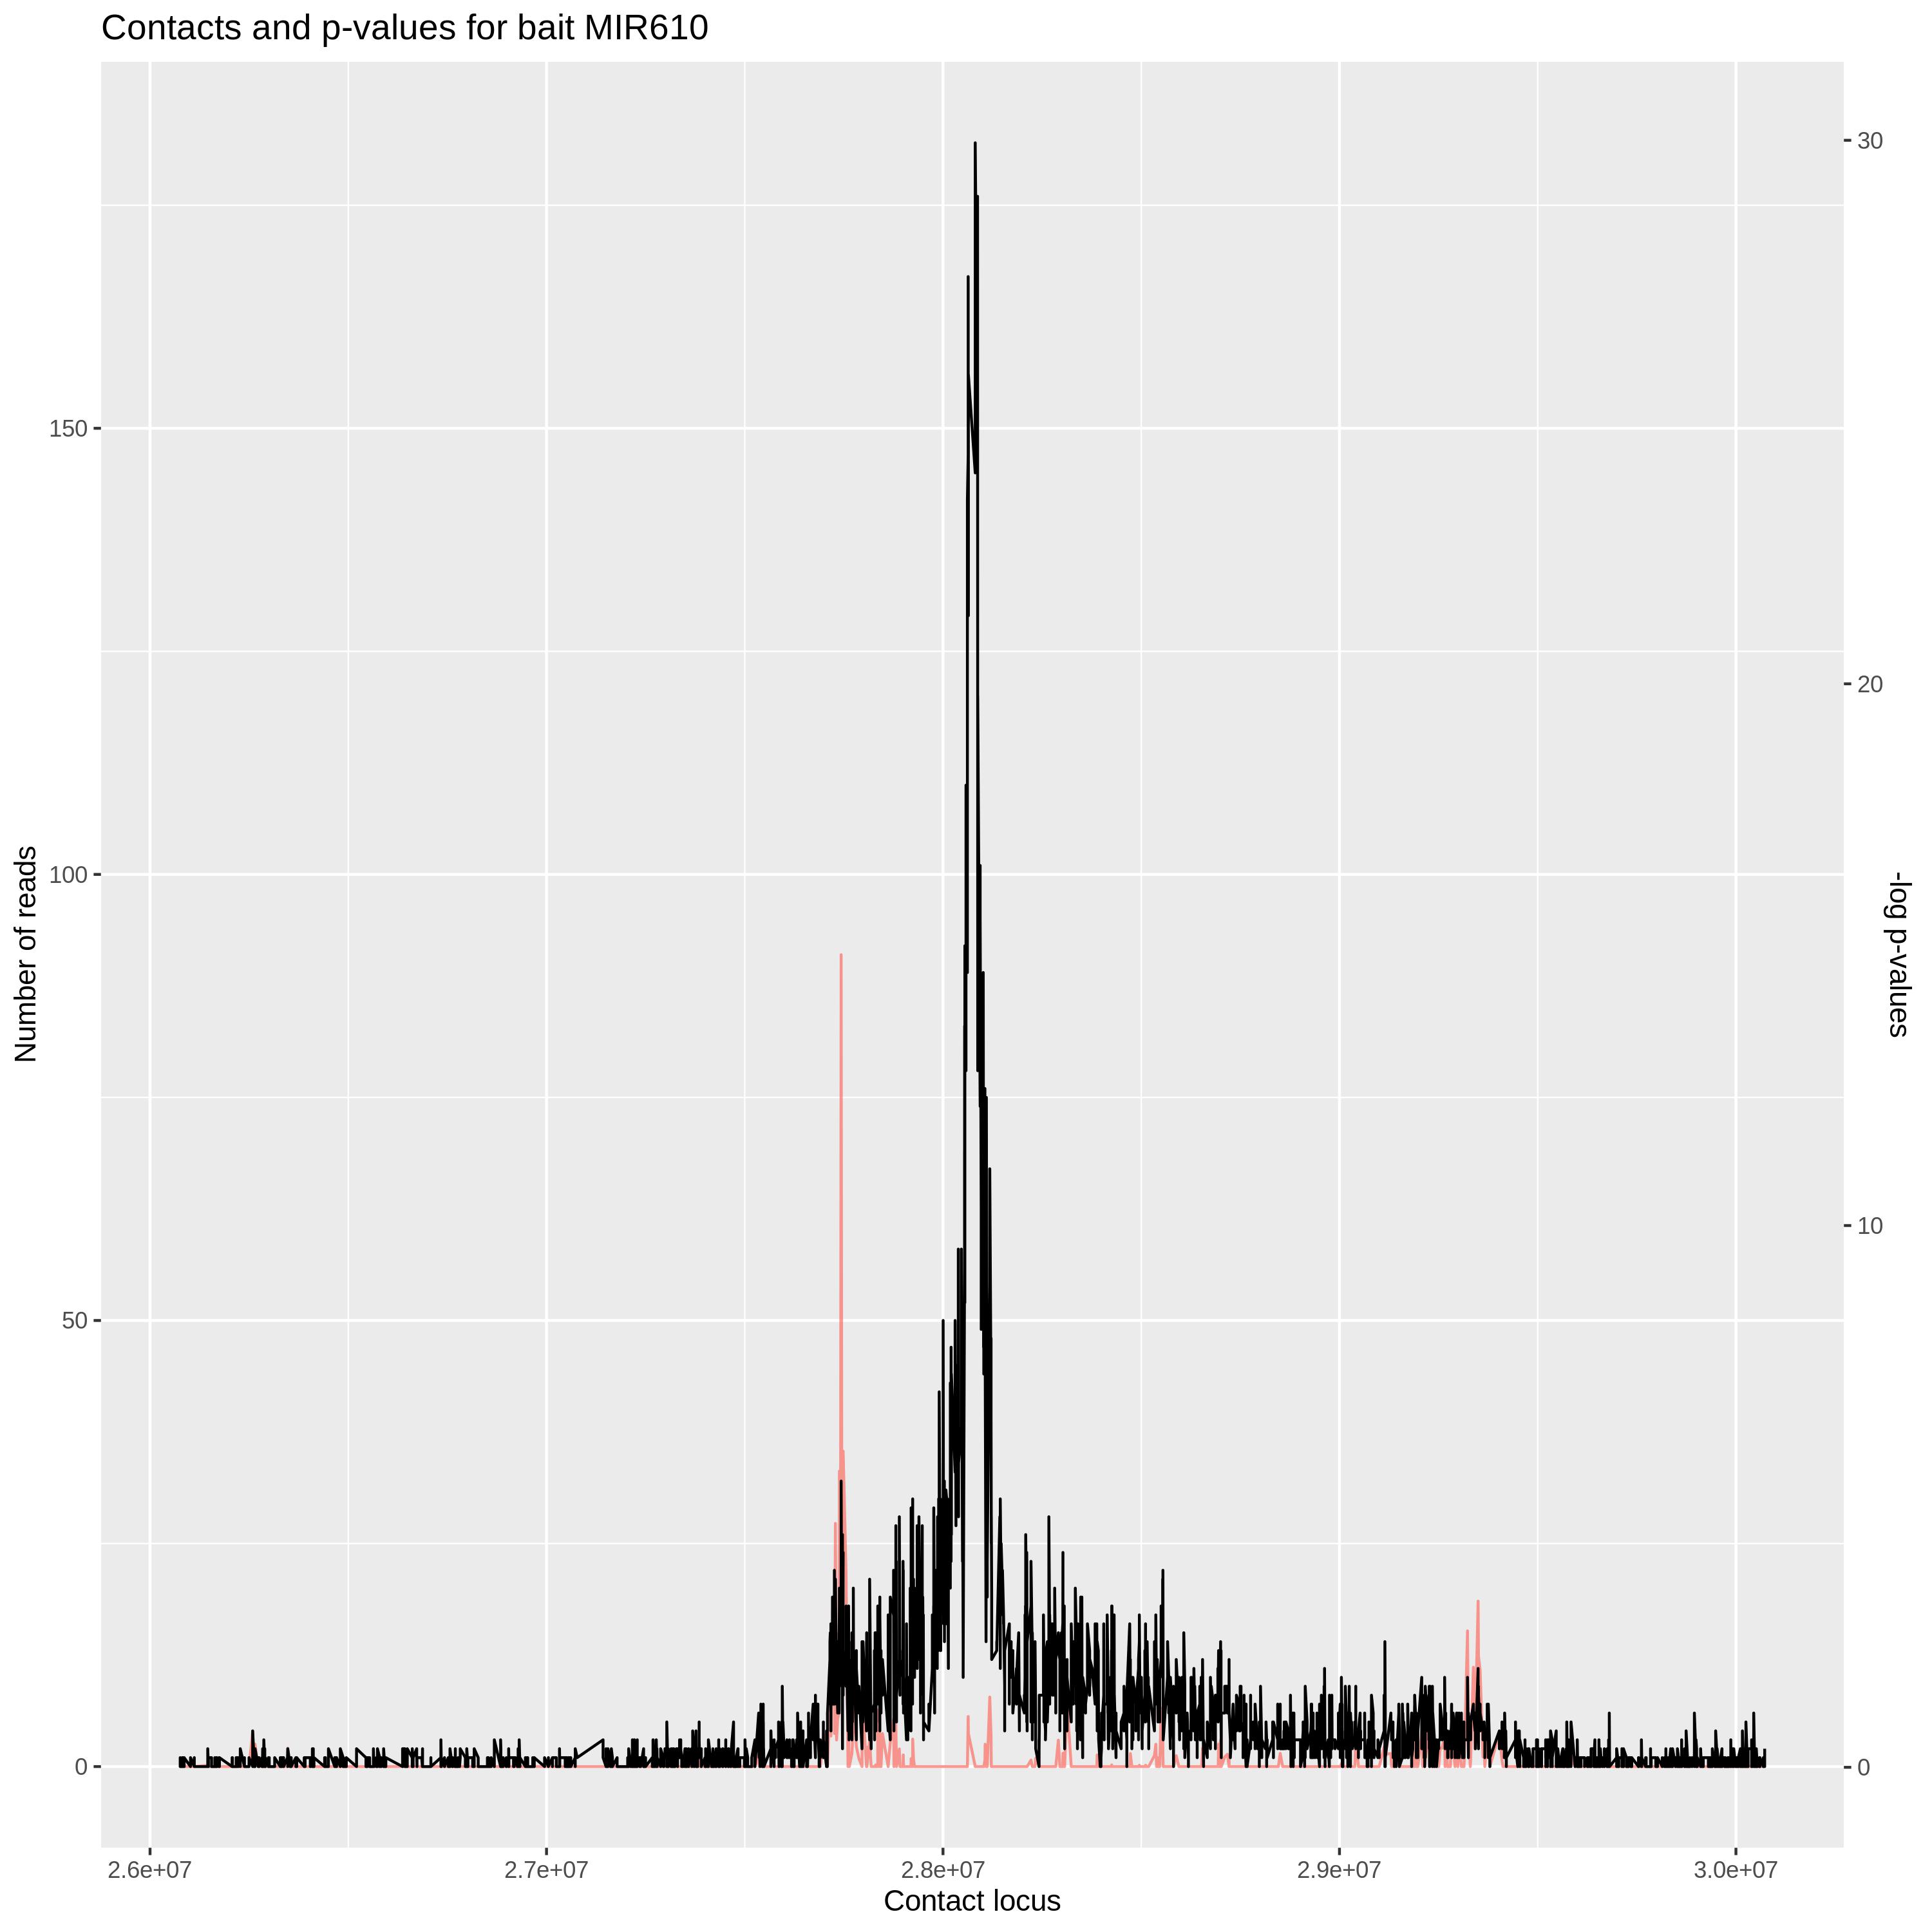 Contacts and p-values for bait MIR610
Number of reads
150
100
50
0
30
20
10
0
-log p-values
2.6e+07 2.7e+07 2.8e+07 2.9e+07 3.0e+07
Contact locus